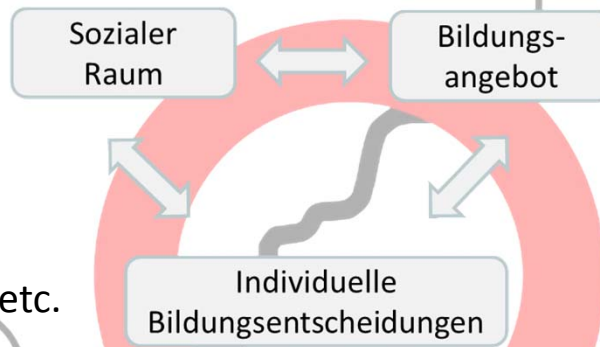 Sozialer
Raum
Bildungs-
angebot
etc.
Individuelle
Bildungsentscheidungen